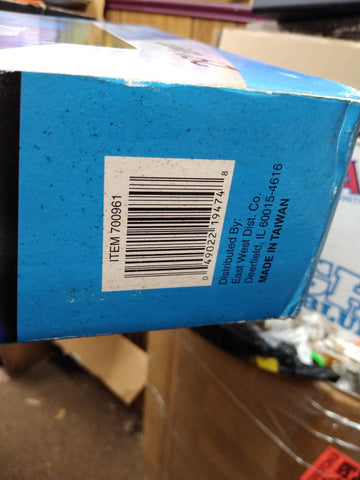 ITEM 700961
0 49022 19474 8
Distributed By:
East West Dist. Co.
Deerfield, IL 60015-4616
MADE IN TAIWAN